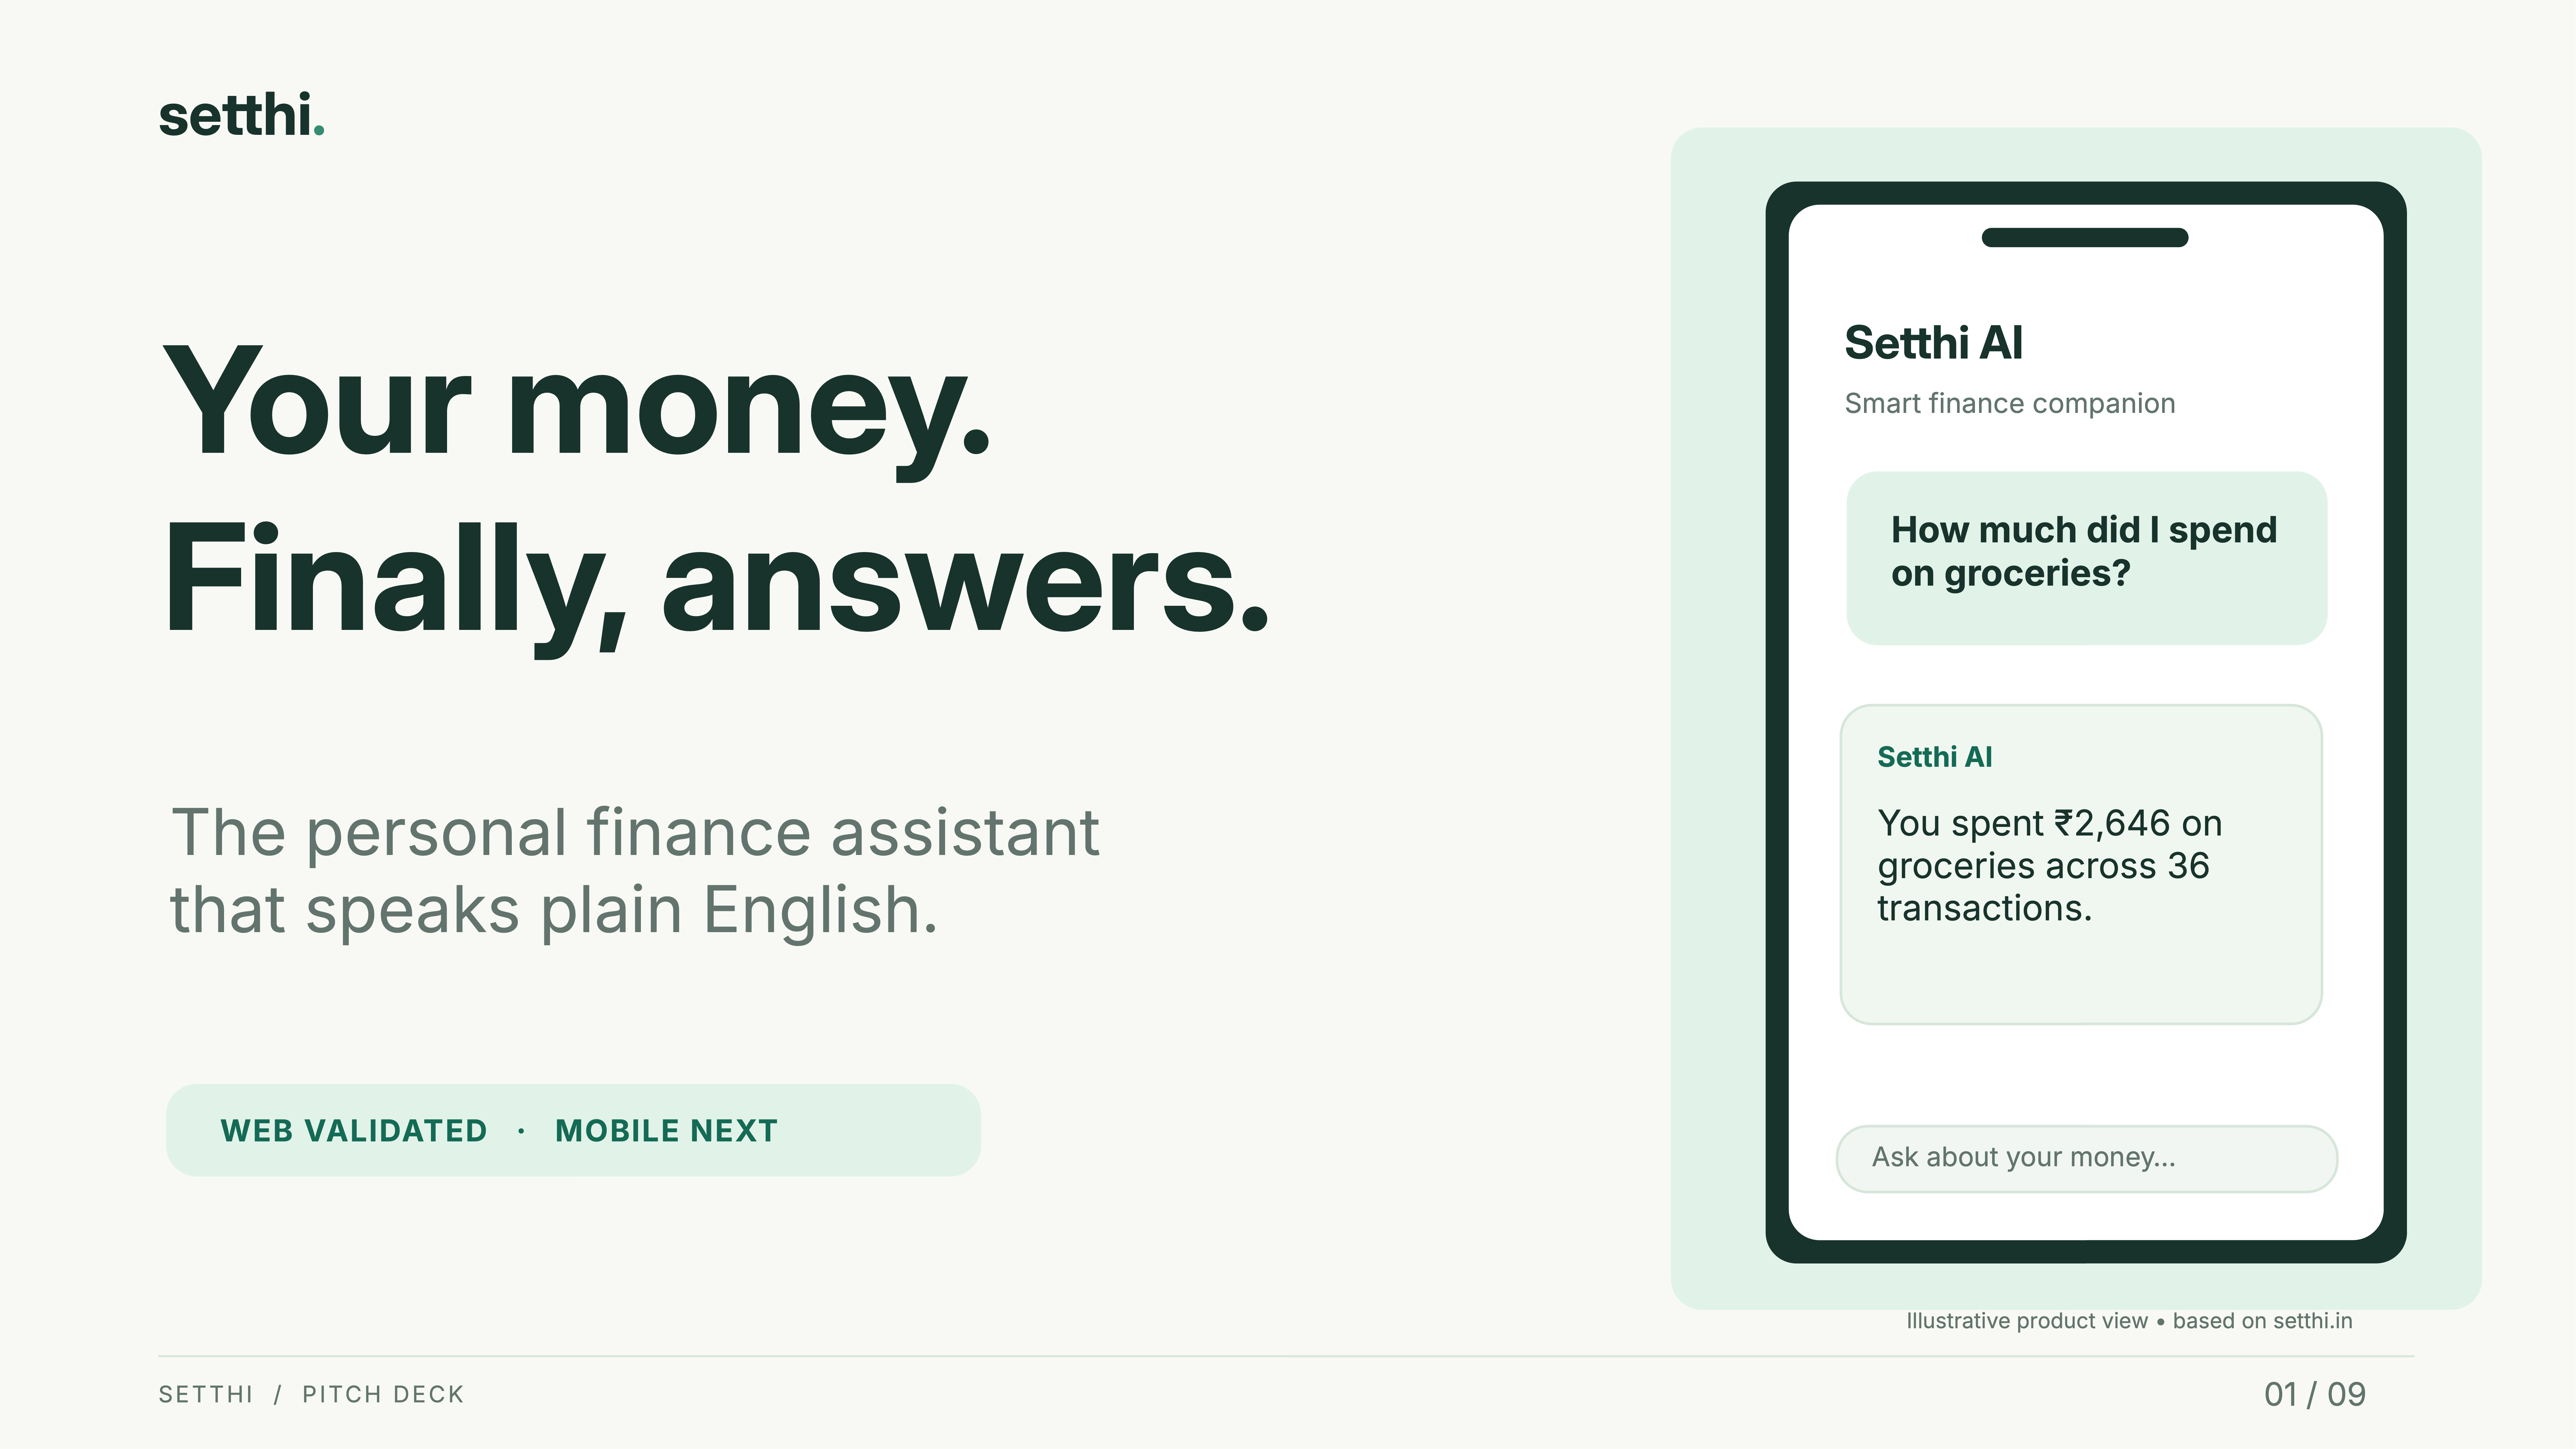 setthi.
Your money.
Finally, answers.
The personal finance assistant
that speaks plain English.
WEB VALIDATED · MOBILE NEXT
Setthi AI
Smart finance companion
How much did I spend
on groceries?
Setthi AI
You spent ₹2,646 on
groceries across 36
transactions.
Ask about your money...
Illustrative product view • based on setthi.in
SETTHI / PITCH DECK
01 / 09